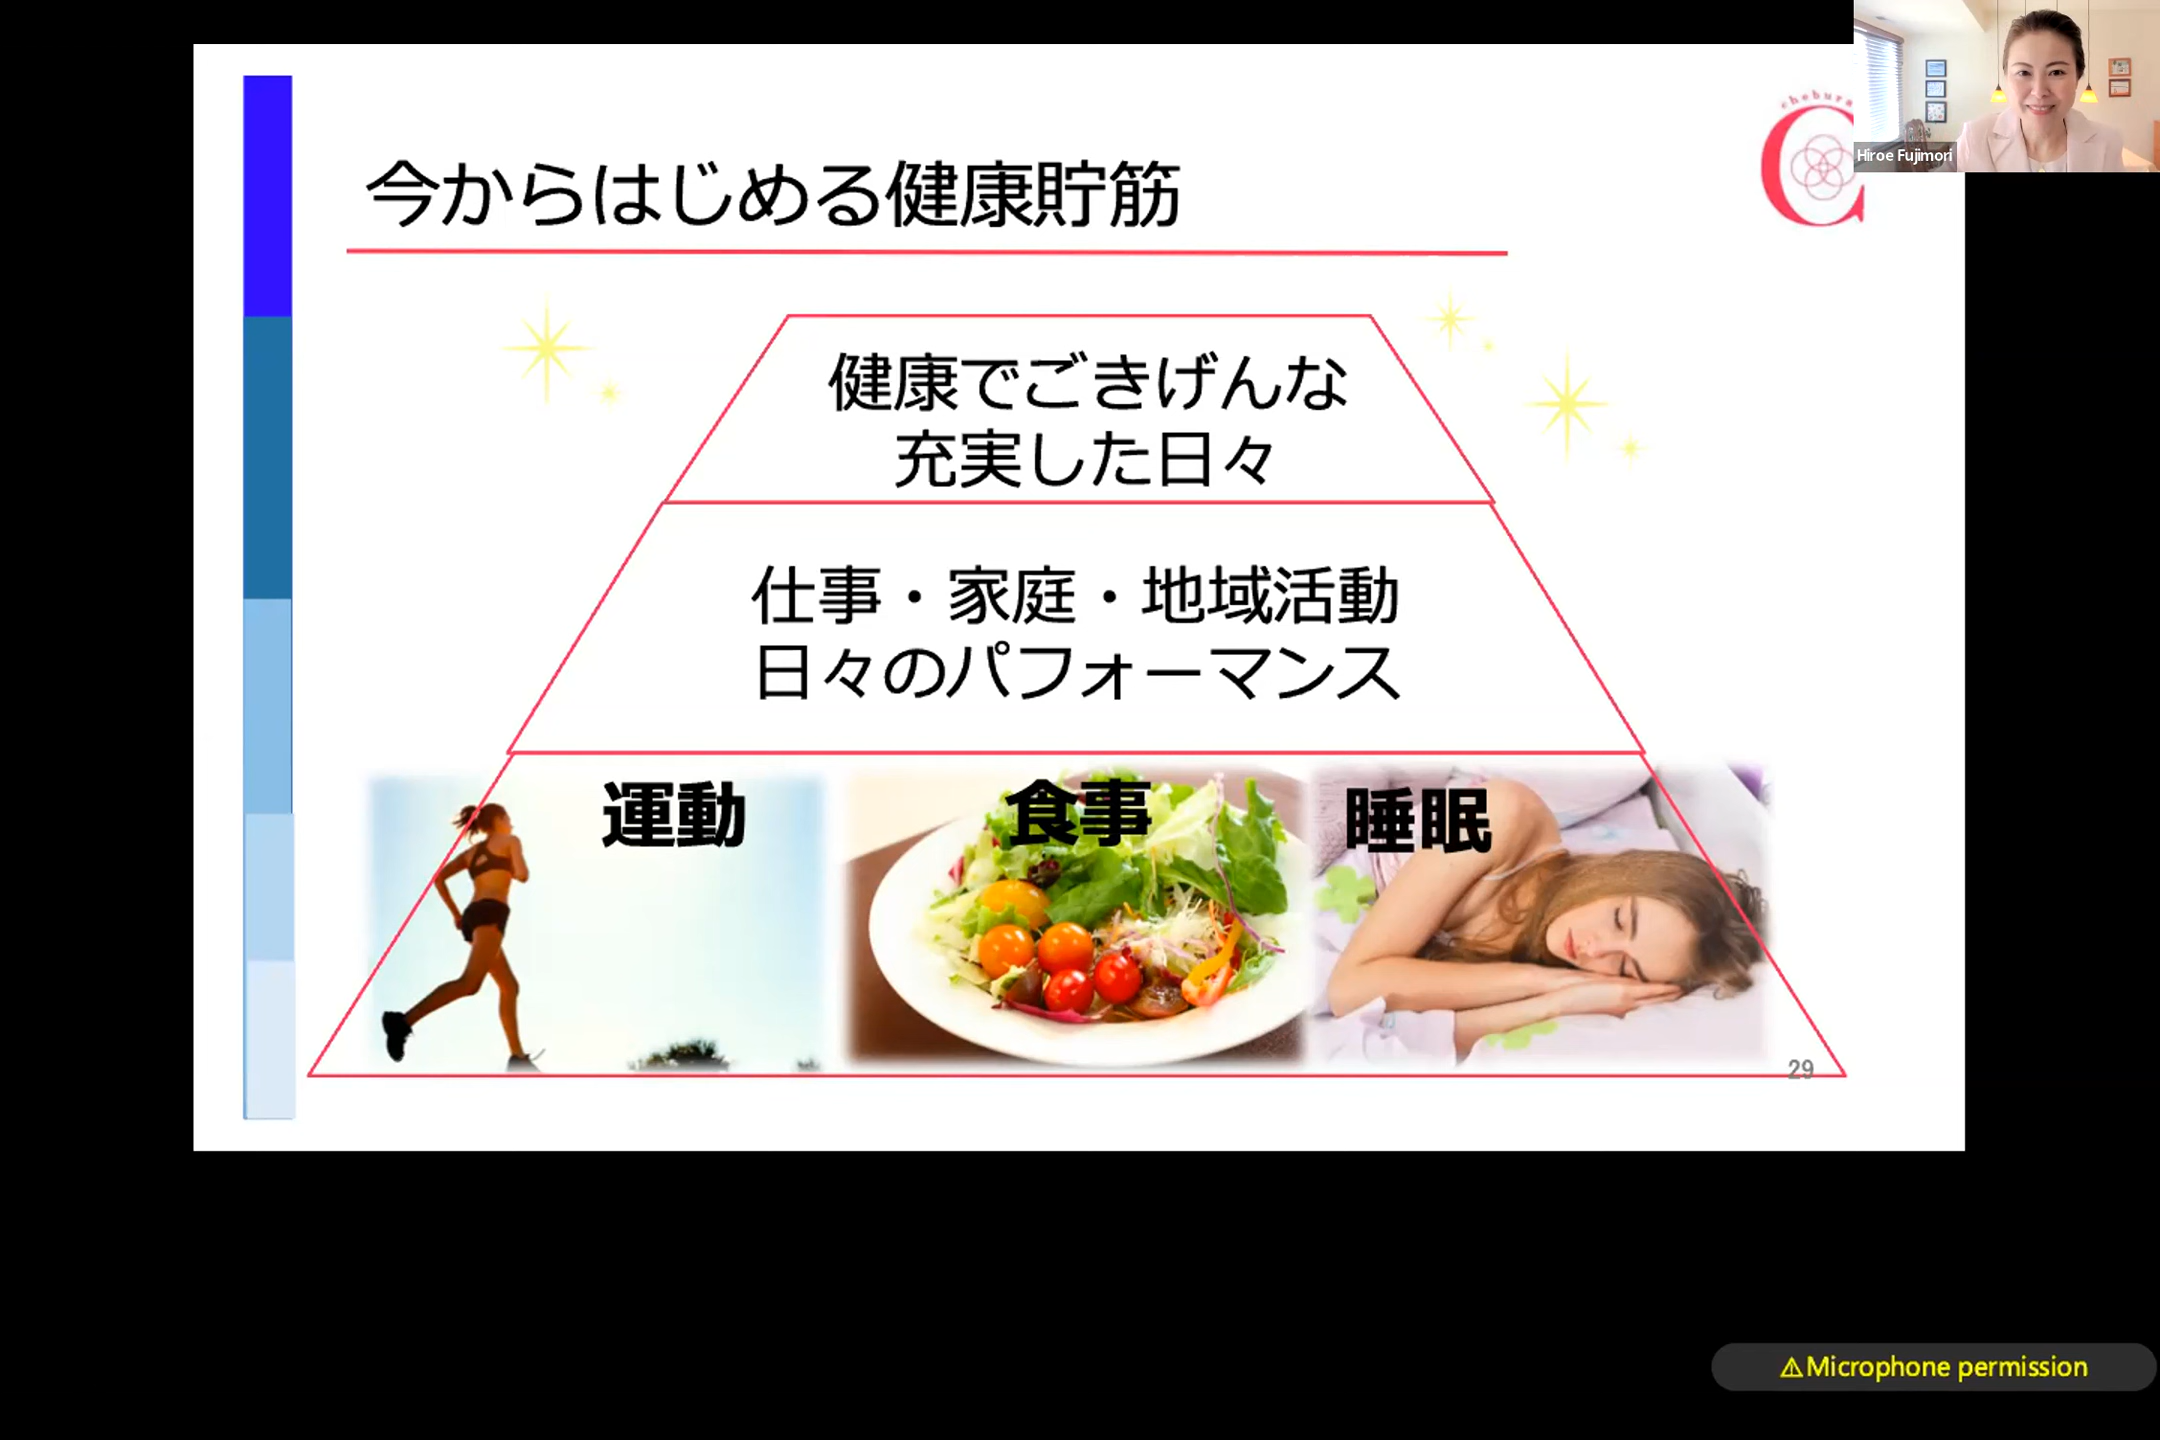 chebura
Hiroe Fujimori
今からはじめる健康貯筋
健康でごきげんな
充実した日々
仕事・家庭・地域活動
日々のパフォーマンス
運動
食事
睡眠
29
⚠Microphone permission